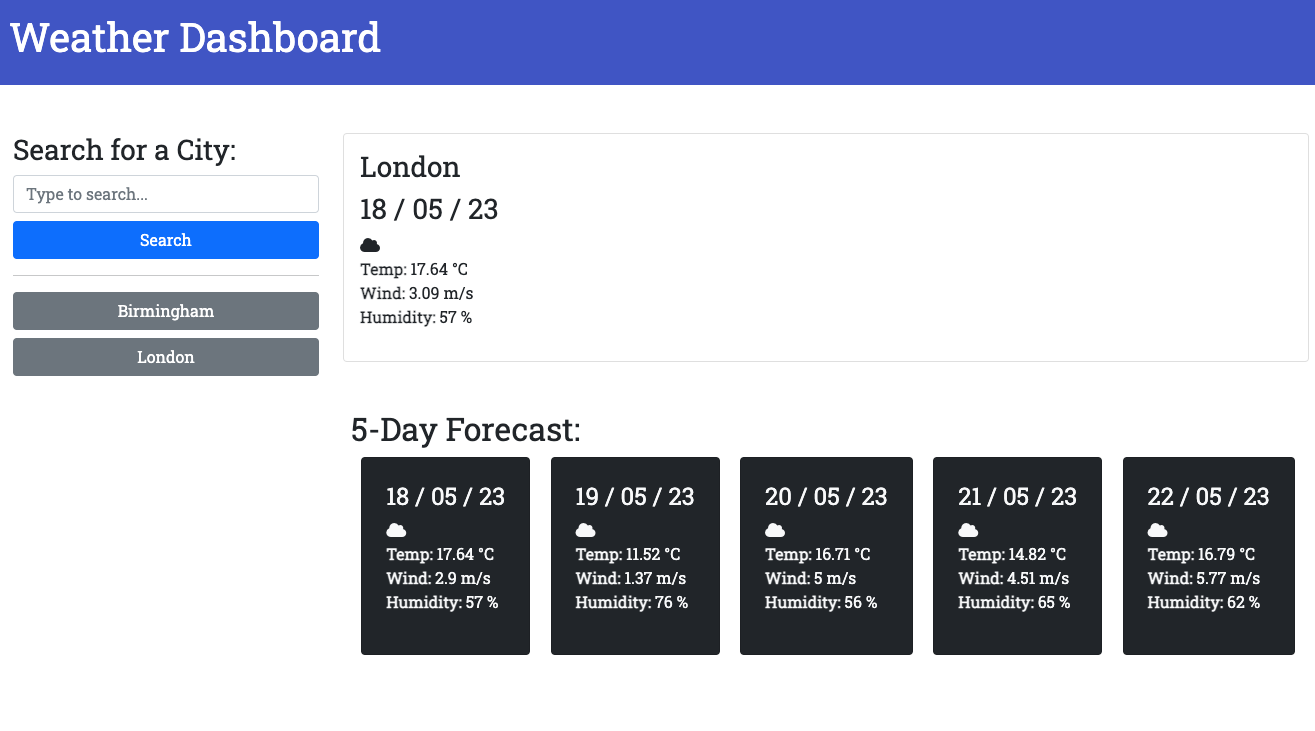 Weather Dashboard
Search for a City:
Type to search...
Search
Birmingham
London
London
18 / 05 / 23
Temp: 17.64 °C
Wind: 3.09 m/s
Humidity: 57 %
5-Day Forecast:
18 / 05 / 23
Temp: 17.64 °C
Wind: 2.9 m/s
Humidity: 57 %
19 / 05 / 23
Temp: 11.52 °C
Wind: 1.37 m/s
Humidity: 76 %
20 / 05 / 23
Temp: 16.71 °C
Wind: 5 m/s
Humidity: 56 %
21 / 05 / 23
Temp: 14.82 °C
Wind: 4.51 m/s
Humidity: 65 %
22 / 05 / 23
Temp: 16.79 °C
Wind: 5.77 m/s
Humidity: 62 %